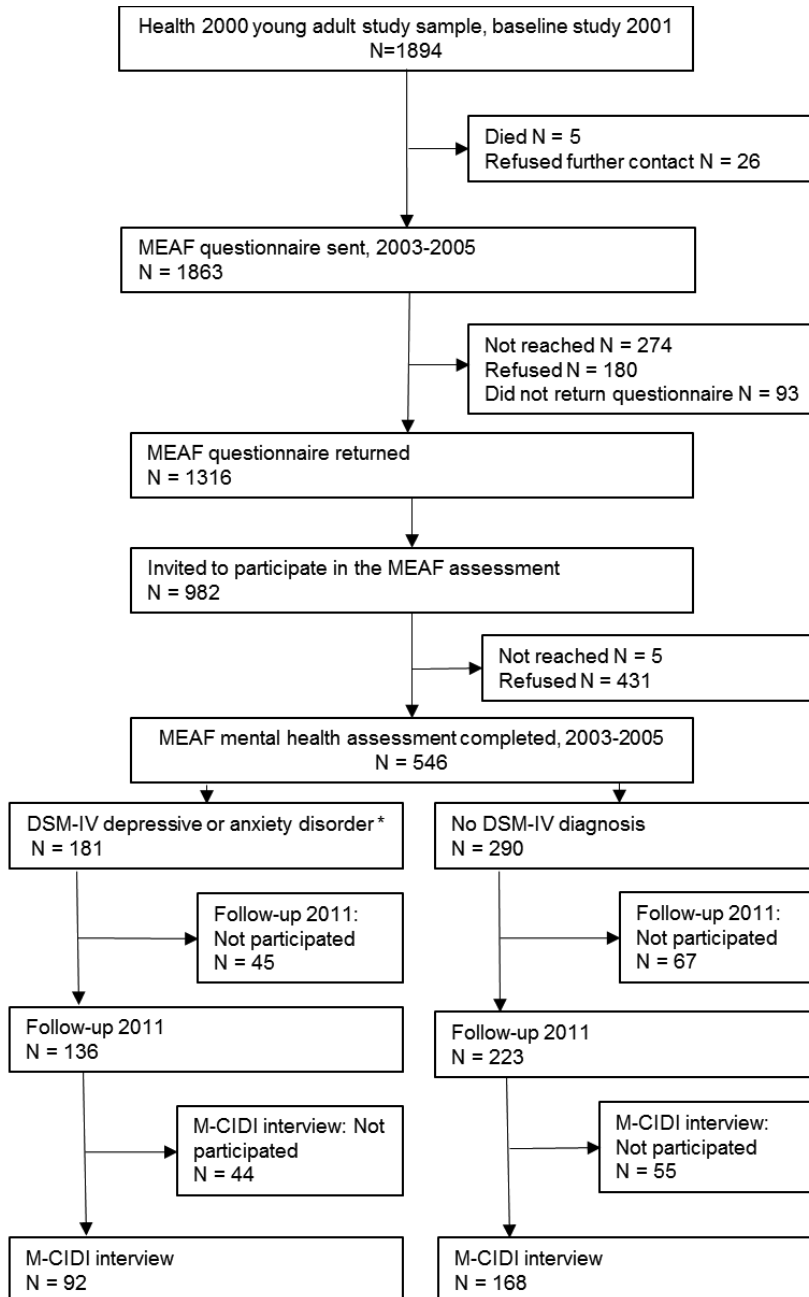 Health 2000 young adult study sample, baseline study 2001
N=1894
Died N = 5
Refused further contact N = 26
MEAF questionnaire sent, 2003-2005
N = 1863
Not reached N = 274
Refused N = 180
Did not return questionnaire N = 93
MEAF questionnaire returned
N = 1316
Invited to participate in the MEAF assessment
N = 982
Not reached N = 5
Refused N = 431
MEAF mental health assessment completed, 2003-2005
N = 546
DSM-IV depressive or anxiety disorder *
N = 181
No DSM-IV diagnosis
N = 290
Follow-up 2011:
Not participated
N = 45
Follow-up 2011:
Not participated
N = 67
Follow-up 2011
N = 136
Follow-up 2011
N = 223
M-CIDI interview: Not
participated
N = 44
M-CIDI interview:
Not participated
N = 55
M-CIDI interview
N = 92
M-CIDI interview
N = 168